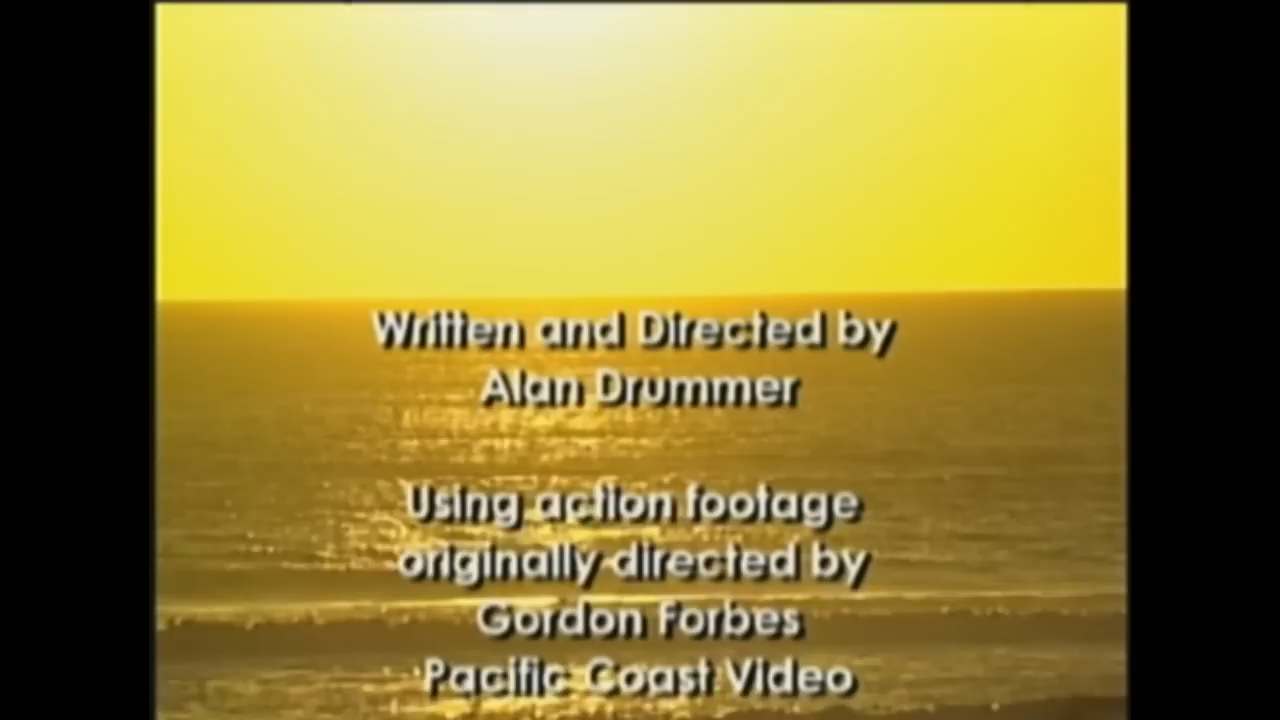 Written and Directed by
Alan Drummer
Using action footage
originally directed by
Gordon Forbes
Pacific Coast Video